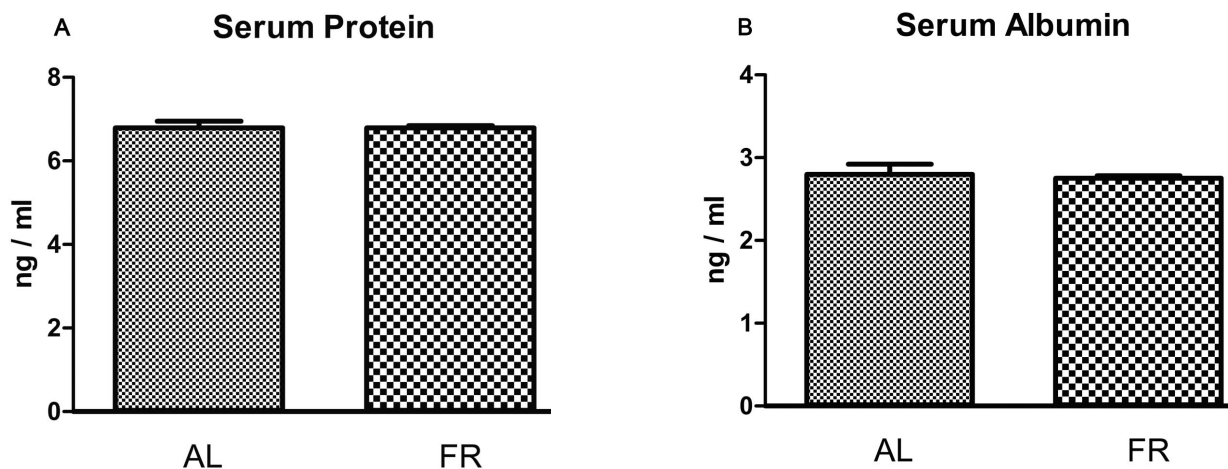 A
Serum Protein
8
6
4
2
0
ng / ml
AL
FR
B
Serum Albumin
4
3
2
1
0
ng / ml
AL
FR